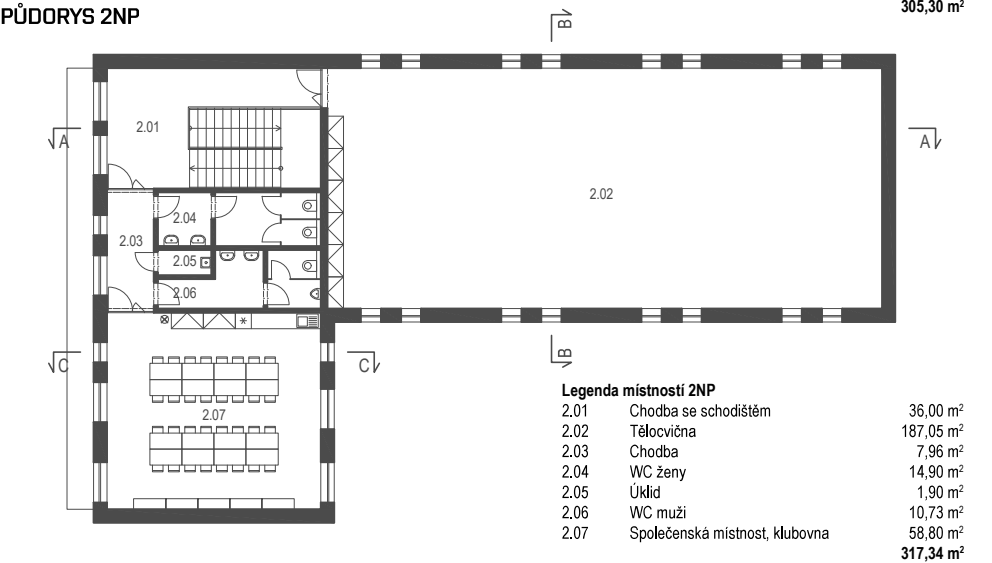 305,30 m²
PŮDORYS 2NP
B
A
A
2.01
2.02
2.04
2.03
2.05
2.06
C
C
B
2.07
Legenda místností 2NP
2.01 Chodba se schodištěm 36,00 m²
2.02 Tělocvična 187,05 m²
2.03 Chodba 7,96 m²
2.04 WC ženy 14,90 m²
2.05 Úklid 1,90 m²
2.06 WC muži 10,73 m²
2.07 Společenská místnost, klubovna 58,80 m²
317,34 m²